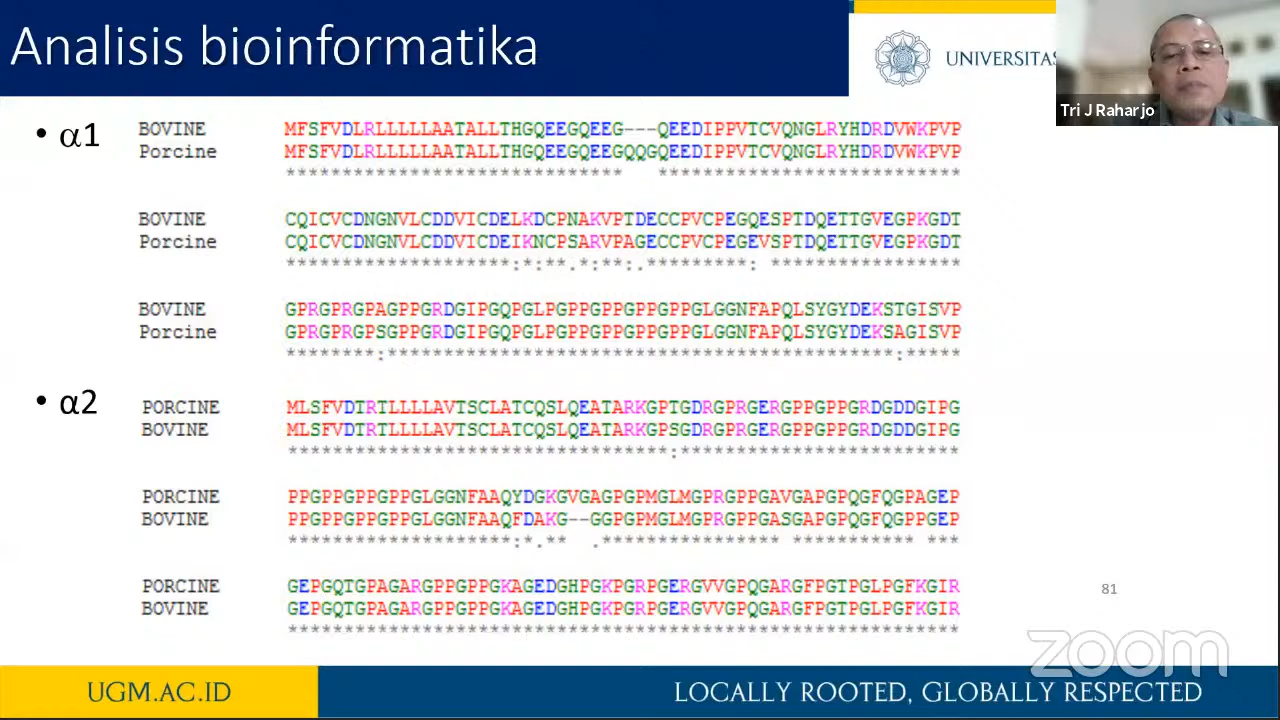 Analisis bioinformatika
UNIVERSITAS
Tri J Raharjo
• α1
BOVINE MFSFVDLRLLLLLAATALLTHGQEEGQEEG---QEEDIPPVTCVQNGLRYHDRDVWKPVP
Porcine MFSFVDLRLLLLLAATALLTHGQEEGQEEGQQGQEEDIPPVTCVQNGLRYHDRDVWKPVP
****************************** ***************************
BOVINE CQICVCDNGNVLCDDVICDELKDCPNAKVPTDECCPVCPEGQESPTDQETTGVEGPKGDT
Porcine CQICVCDNGNVLCDDVICDEIKNCPSARVPAGECCPVCPEGEVSPTDQETTGVEGPKGDT
********************:*:**.*:**:.*********: *****************
BOVINE GPRGPRGPAGPPGRDGIPGQPGLPGPPGPPGPPGPPGLGGNFAPQLSYGYDEKSTGISVP
Porcine GPRGPRGPSGPPGRDGIPGQPGLPGPPGPPGPPGPPGLGGNFAPQLSYGYDEKSAGISVP
********:*********************************************:*****
• α2
PORCINE MLSFVDTRTLLLLAVTSCLATCQSLQEATARKGPTGDRGPRGERGPPGPPGRDGDDGIPG
BOVINE MLSFVDTRTLLLLAVTSCLATCQSLQEATARKGPSGDRGPRGERGPPGPPGRDGDDGIPG
**********************************:*************************
PORCINE PPGPPGPPGPPGLGGNFAAQYDGKGVGAGPGPMGLMGPRGPPGAVGAPGPQGFQGPAGEP
BOVINE PPGPPGPPGPPGLGGNFAAQFDAKG--GGPGPMGLMGPRGPPGASGAPGPQGFQGPPGEP
********************:*.** .**************** *********** ***
PORCINE GEPGQTGPAGARGPPGPPGKAGEDGHPGKPGRPGERGVVGPQGARGFPGTPGLPGFKGIR
BOVINE GEPGQTGPAGARGPPGPPGKAGEDGHPGKPGRPGERGVVGPQGARGFPGTPGLPGFKGIR
************************************************************
81
zoom
UGM.AC.ID
LOCALLY ROOTED, GLOBALLY RESPECTED